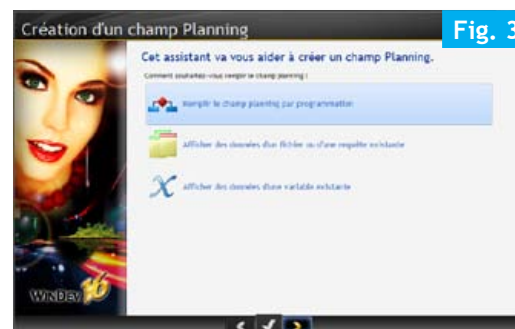 Création d'un champ Planning
Fig. 3
Cet assistant va vous aider à créer un champ Planning.
Comment souhaitez-vous remplir le champ planning :
Remplir le champ planning par programmation
Afficher des données d'un fichier ou d'une requête existante
Afficher des données d'une variable existante
WINDEV 16